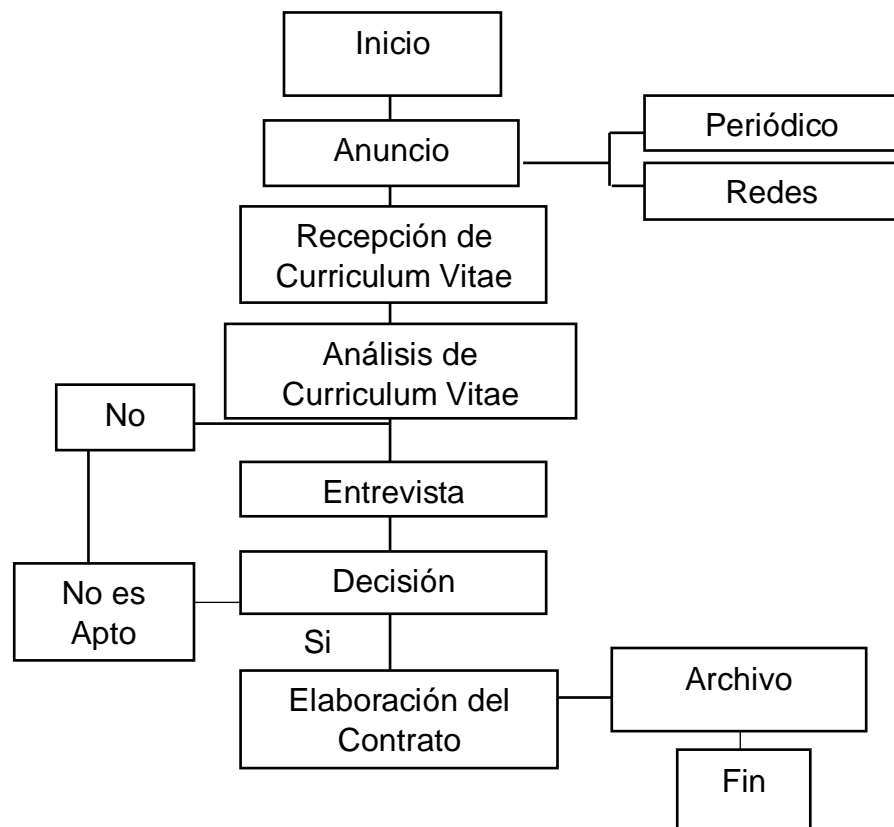 Inicio
Anuncio
Periódico
Redes
Recepción de
Curriculum Vitae
Análisis de
Curriculum Vitae
No
Entrevista
Decisión
No es
Apto
Si
Elaboración del
Contrato
Archivo
Fin